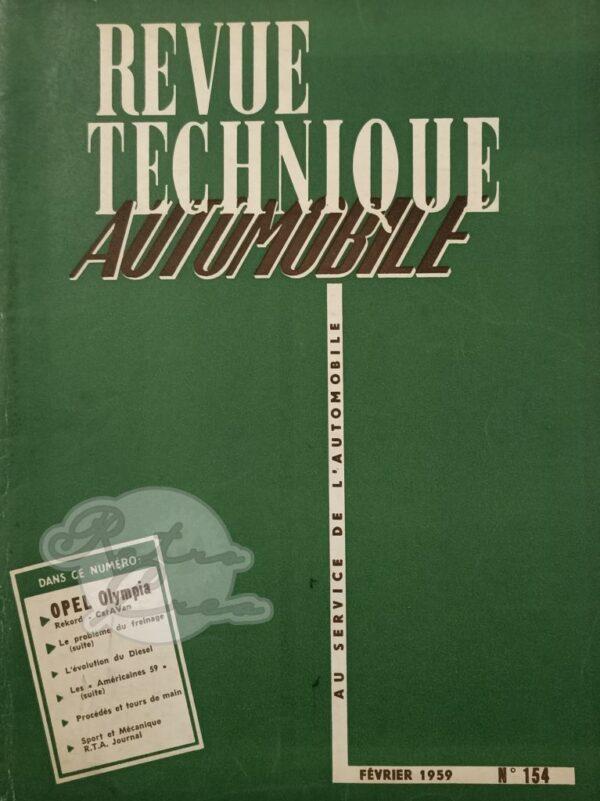 REVUE
TECHNIQUE
AUTOMOBILE
AU SERVICE DE L'AUTOMOBILE
Retro
DANS CE NUMÉRO:
OPEL Olympia
Rekord - CarAVan
Le problème du freinage
(suite)
L'évolution du Diesel
Les « Américaines 59 »
(suite)
Procédés et tours de main
Sport et Mécanique
R.T.A. Journal
FÉVRIER 1959 N° 154